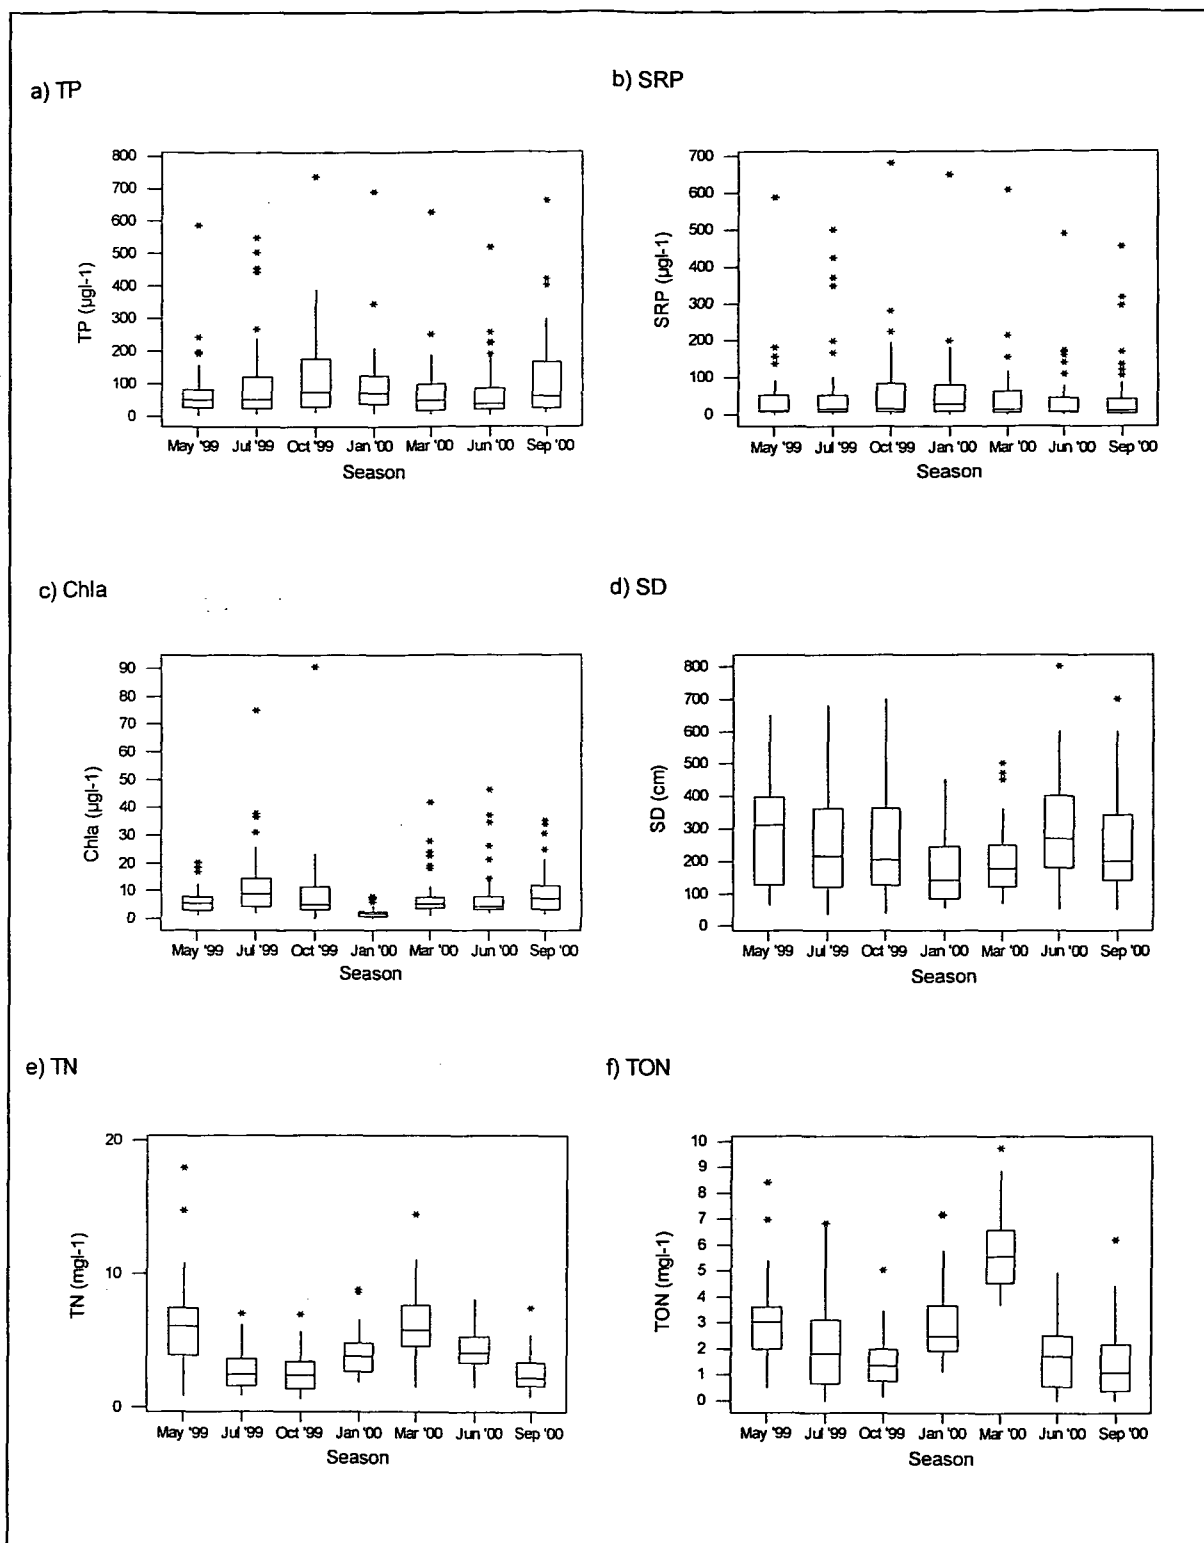 a) TP
800
700
600
500
400
300
200
100
0
TP (µgl-1)
May '99 Jul '99 Oct '99 Jan '00 Mar '00 Jun '00 Sep '00
Season
b) SRP
700
600
500
400
300
200
100
0
SRP (µgl-1)
May '99 Jul '99 Oct '99 Jan '00 Mar '00 Jun '00 Sep '00
Season
c) Chla
90
80
70
60
50
40
30
20
10
0
Chla (µgl-1)
May '99 Jul '99 Oct '99 Jan '00 Mar '00 Jun '00 Sep '00
Season
d) SD
800
700
600
500
400
300
200
100
0
SD (cm)
May '99 Jul '99 Oct '99 Jan '00 Mar '00 Jun '00 Sep '00
Season
e) TN
20
10
0
TN (mgl-1)
May '99 Jul '99 Oct '99 Jan '00 Mar '00 Jun '00 Sep '00
Season
f) TON
10
9
8
7
6
5
4
3
2
1
0
TON (mgl-1)
May '99 Jul '99 Oct '99 Jan '00 Mar '00 Jun '00 Sep '00
Season